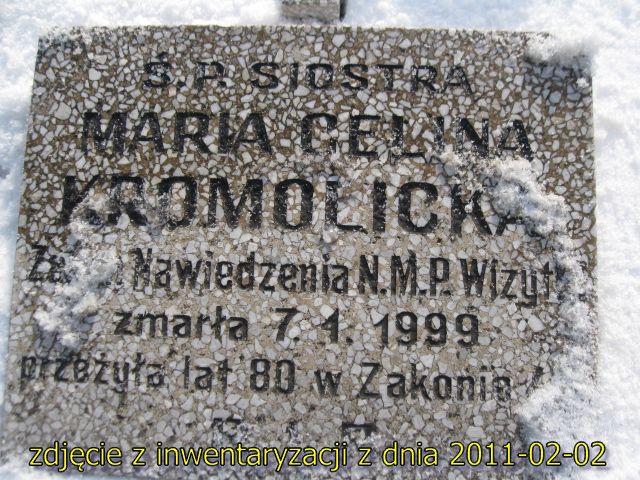 Ś.P. SIOSTRA
MARIA CELINA
KROMOLICKA
Nawiedzenia N.M.P. Wizyt
zmarła 7. 1. 1999
przeżyła lat 80 w Zakonie
zdjęcie z inwentaryzacji z dnia 2011-02-02